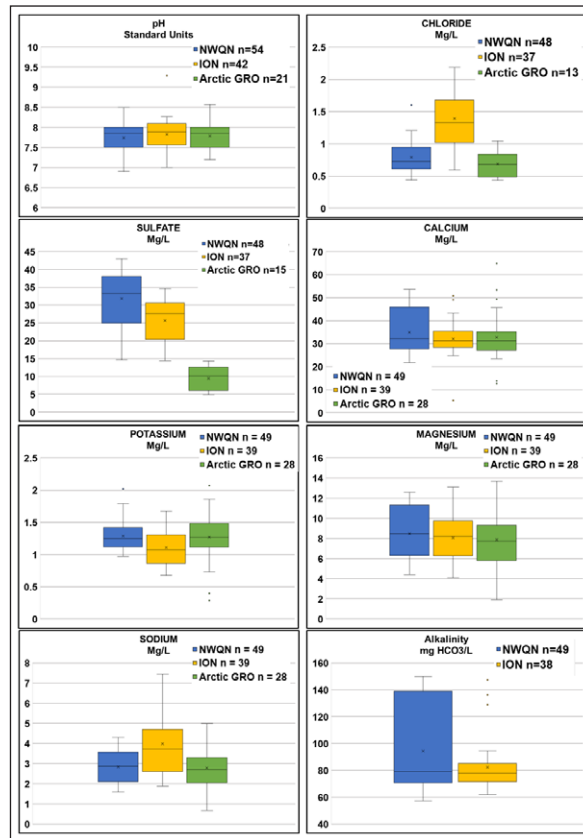 pH
Standard Units
NWQN n=54
ION n=42
Arctic GRO n=21
10
9.5
9
8.5
8
7.5
7
6.5
6
CHLORIDE
Mg/L
NWQN n=48
ION n=37
Arctic GRO n=13
2.5
2
1.5
1
0.5
0
SULFATE
Mg/L
NWQN n=48
ION n=37
Arctic GRO n=15
45
40
35
30
25
20
15
10
5
0
CALCIUM
Mg/L
70
60
50
40
30
20
10
0
NWQN n = 49
ION n = 39
Arctic GRO n = 28
POTASSIUM
Mg/L
NWQN n = 49
ION n = 39
Arctic GRO n = 28
2.5
2
1.5
1
0.5
0
MAGNESIUM
Mg/L
NWQN n = 49
ION n = 39
Arctic GRO n = 28
16
14
12
10
8
6
4
2
0
SODIUM
Mg/L
NWQN n = 49
ION n = 39
Arctic GRO n = 28
8
7
6
5
4
3
2
1
0
Alkalinity
mg HCO3/L
NWQN n=49
ION n=38
160
140
120
100
80
60
40